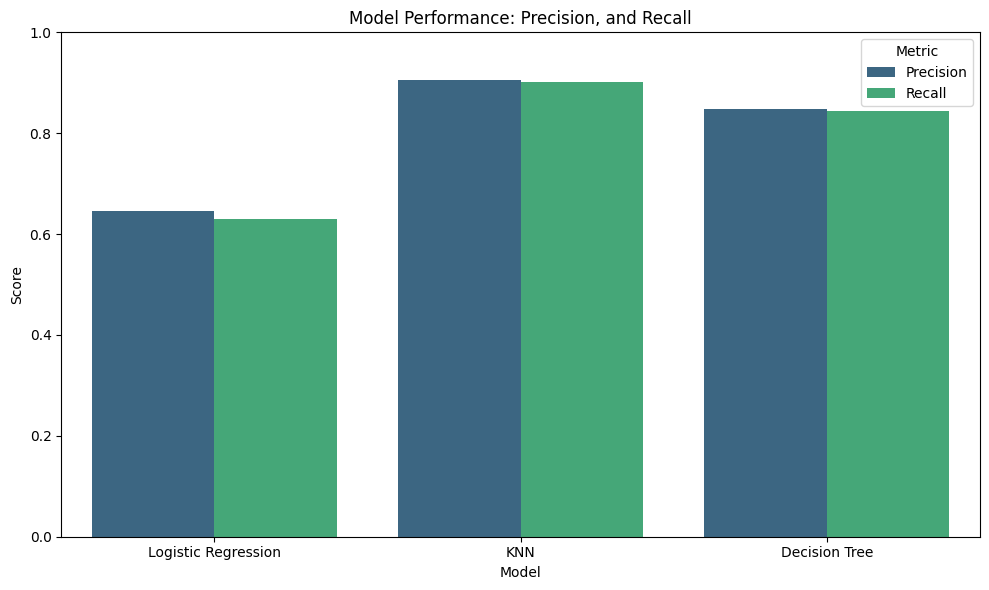 Model Performance: Precision, and Recall
Metric
Precision
Recall
Score
1.0
0.8
0.6
0.4
0.2
0.0
Logistic Regression
KNN
Decision Tree
Model